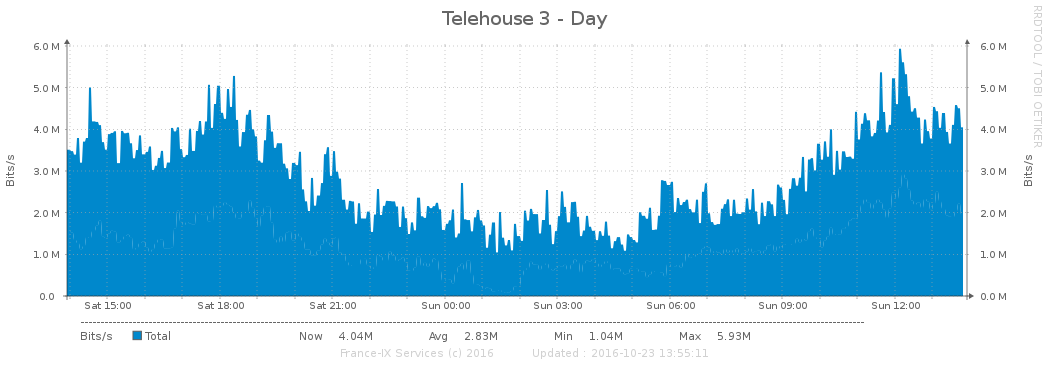 Telehouse 3 - Day
RRDTOOL / TOBI OETIKER
6.0 M 6.0 M
5.0 M 5.0 M
4.0 M 4.0 M
3.0 M 3.0 M
2.0 M 2.0 M
1.0 M 1.0 M
0.0 0.0 M
Bits/s Bits/s
Sat 15:00 Sat 18:00 Sat 21:00 Sun 00:00 Sun 03:00 Sun 06:00 Sun 09:00 Sun 12:00
Bits/s Total Now 4.04M Avg 2.83M Min 1.04M Max 5.93M
France-IX Services (c) 2016 Updated : 2016-10-23 13:55:11